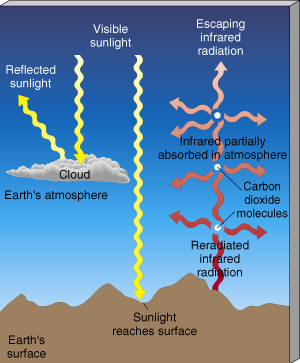 Visible
sunlight
Escaping
infrared
radiation
Reflected
sunlight
Infrared partially
absorbed in atmosphere
Cloud
Earth's atmosphere
Carbon
dioxide
molecules
Reradiated
infrared
radiation
Sunlight
reaches surface
Earth's
surface